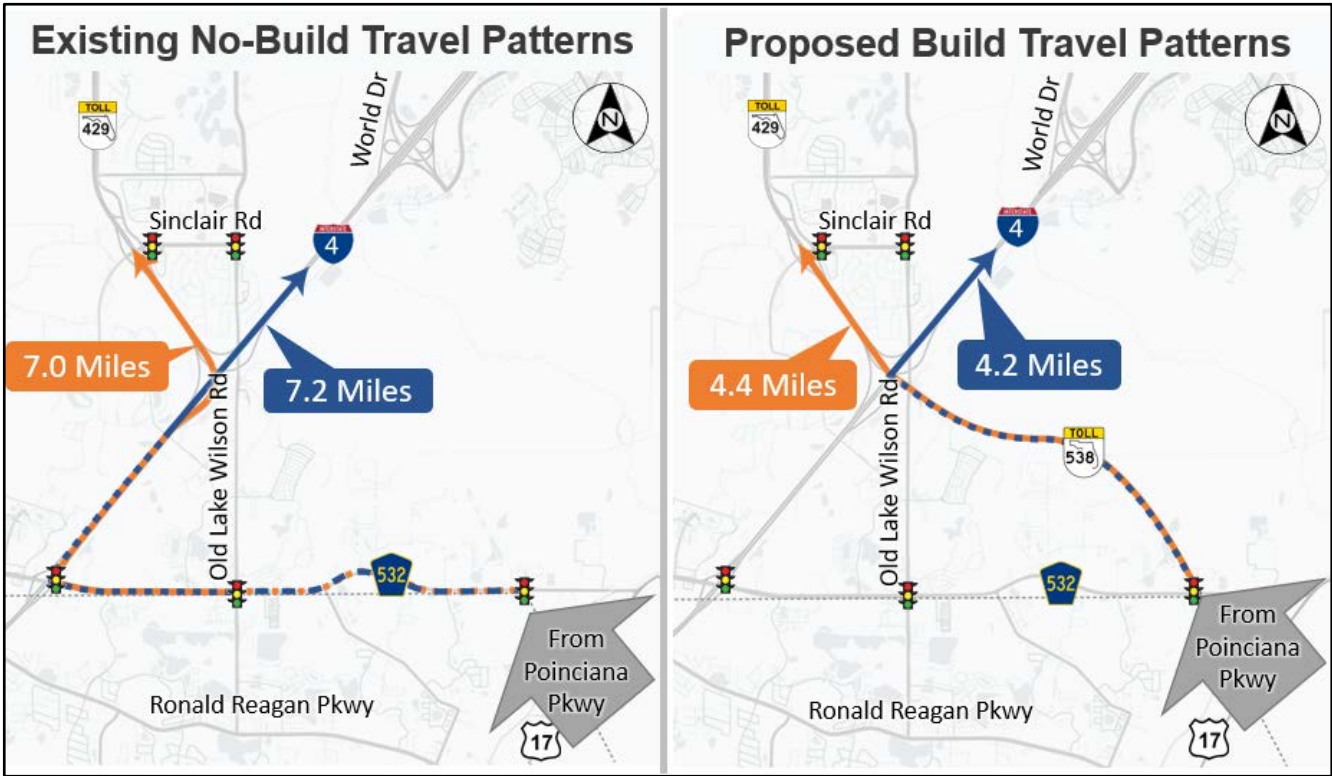 Existing No-Build Travel Patterns
World Dr
N
TOLL
429
Sinclair Rd
INTERSTATE
4
7.0 Miles
7.2 Miles
Old Lake Wilson Rd
532
From
Poinciana
Pkwy
Ronald Reagan Pkwy
17
Proposed Build Travel Patterns
World Dr
N
TOLL
429
Sinclair Rd
INTERSTATE
4
4.4 Miles
4.2 Miles
Old Lake Wilson Rd
TOLL
538
532
From
Poinciana
Pkwy
Ronald Reagan Pkwy
17